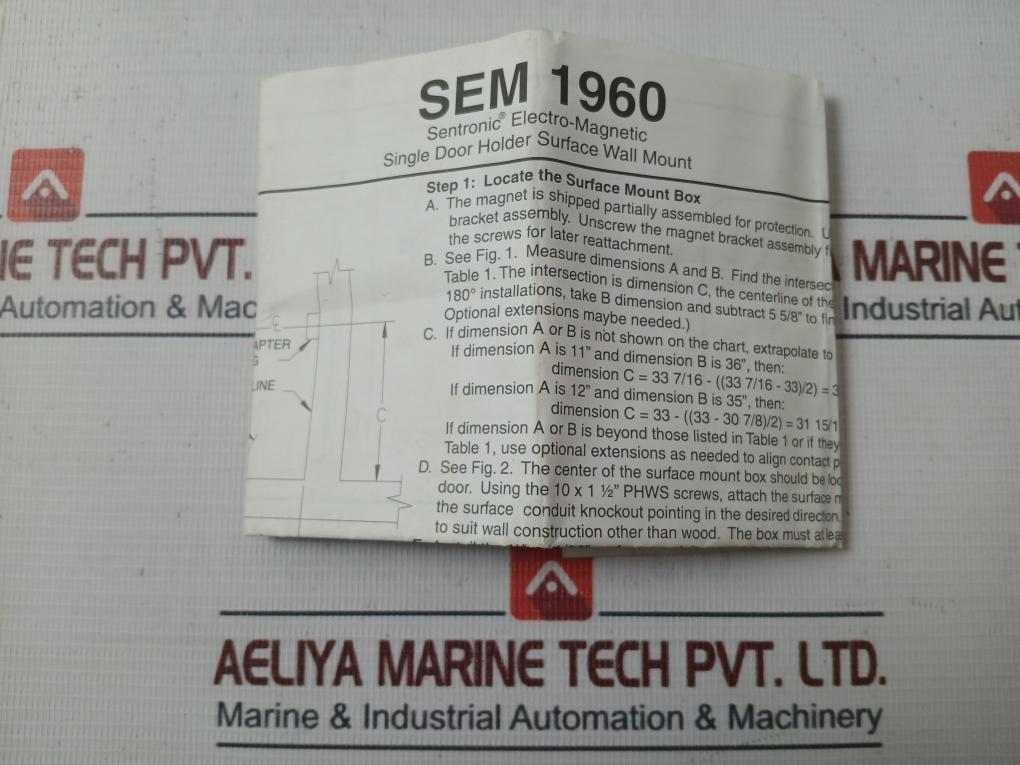 SEM 1960
Sentronic® Electro-Magnetic
Single Door Holder Surface Wall Mount
Step 1: Locate the Surface Mount Box
A. The magnet is shipped partially assembled for protection.
bracket assembly. Unscrew the magnet bracket assembly
the screws for later reattachment.
B. See Fig. 1. Measure dimensions A and B. Find the intersec
Table 1. The intersection is dimension C, the centerline of the
180° installations, take B dimension and subtract 5 5/8" to
Optional extensions maybe needed.)
C. If dimension A or B is not shown on the chart, extrapolate to
If dimension A is 11" and dimension B is 36", then:
dimension C = 33 7/16 - ((33 7/16 - 33)/2) = 3
If dimension A is 12" and dimension B is 35", then:
dimension C = 33 - ((33 - 30 7/8)/2) = 31 15/1
If dimension A or B is beyond those listed in Table 1 or if they
Table 1, use optional extensions as needed to align contact p
D. See Fig. 2. The center of the surface mount box should be loc
door. Using the 10 x 1 ½" PHWS screws, attach the surface m
the surface conduit knockout pointing in the desired direction.
to suit wall construction other than wood. The box must at lea
APTER
G
LINE
C
NE TECH PVT.
Automation & Mac
A MARINE T
Industrial Aut
AELIYA MARINE TECH PVT. LTD.
Marine & Industrial Automation & Machinery